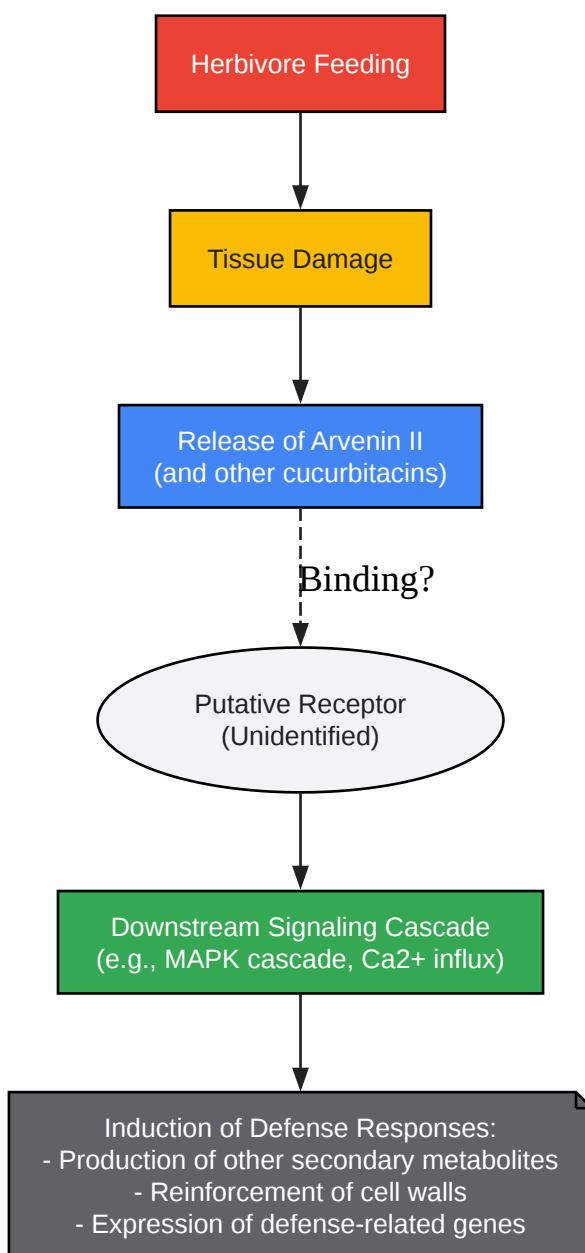 Herbivore Feeding
Tissue Damage
Release of Arvenin II
(and other cucurbitacins)
Binding?
Putative Receptor
(Unidentified)
Downstream Signaling Cascade
(e.g., MAPK cascade, Ca2+ influx)
Induction of Defense Responses:
- Production of other secondary metabolites
- Reinforcement of cell walls
- Expression of defense-related genes